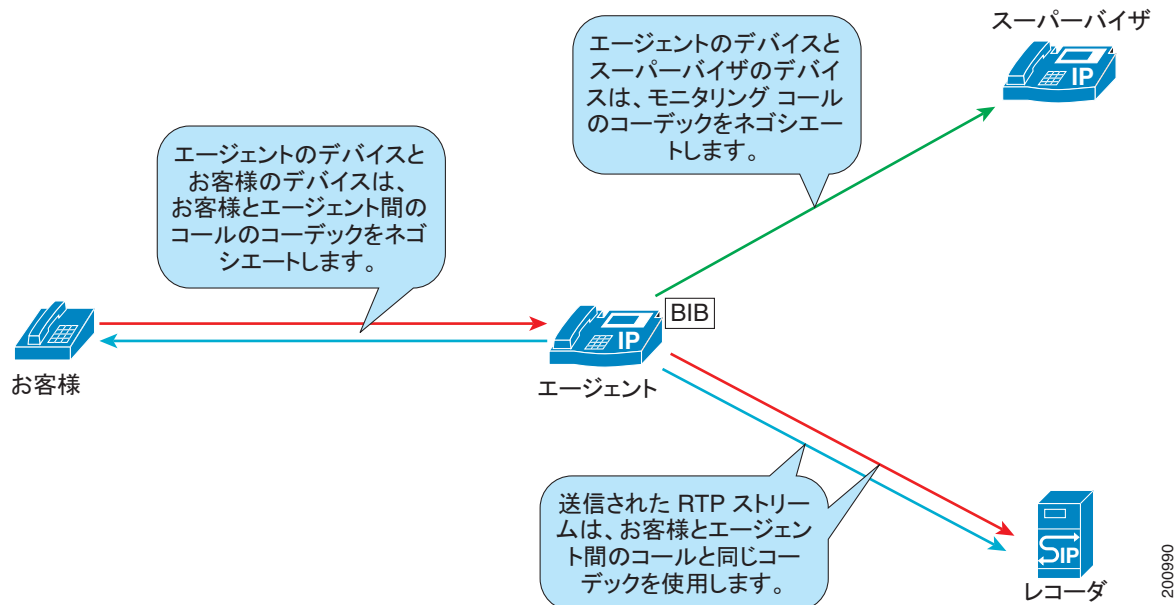 スーパーバイザ
エージェントのデバイスと
スーパーバイザのデバイ
スは、モニタリング コール
のコーデックをネゴシエー
トします。
IP
エージェントのデバイスと
お客様のデバイスは、
お客様とエージェント間の
コールのコーデックをネゴ
シエートします。
BIB
IP
お客様
エージェント
送信された RTP ストリー
ムは、お客様とエージェン
ト間のコールと同じコー
デックを使用します。
SIP
レコーダ
200990